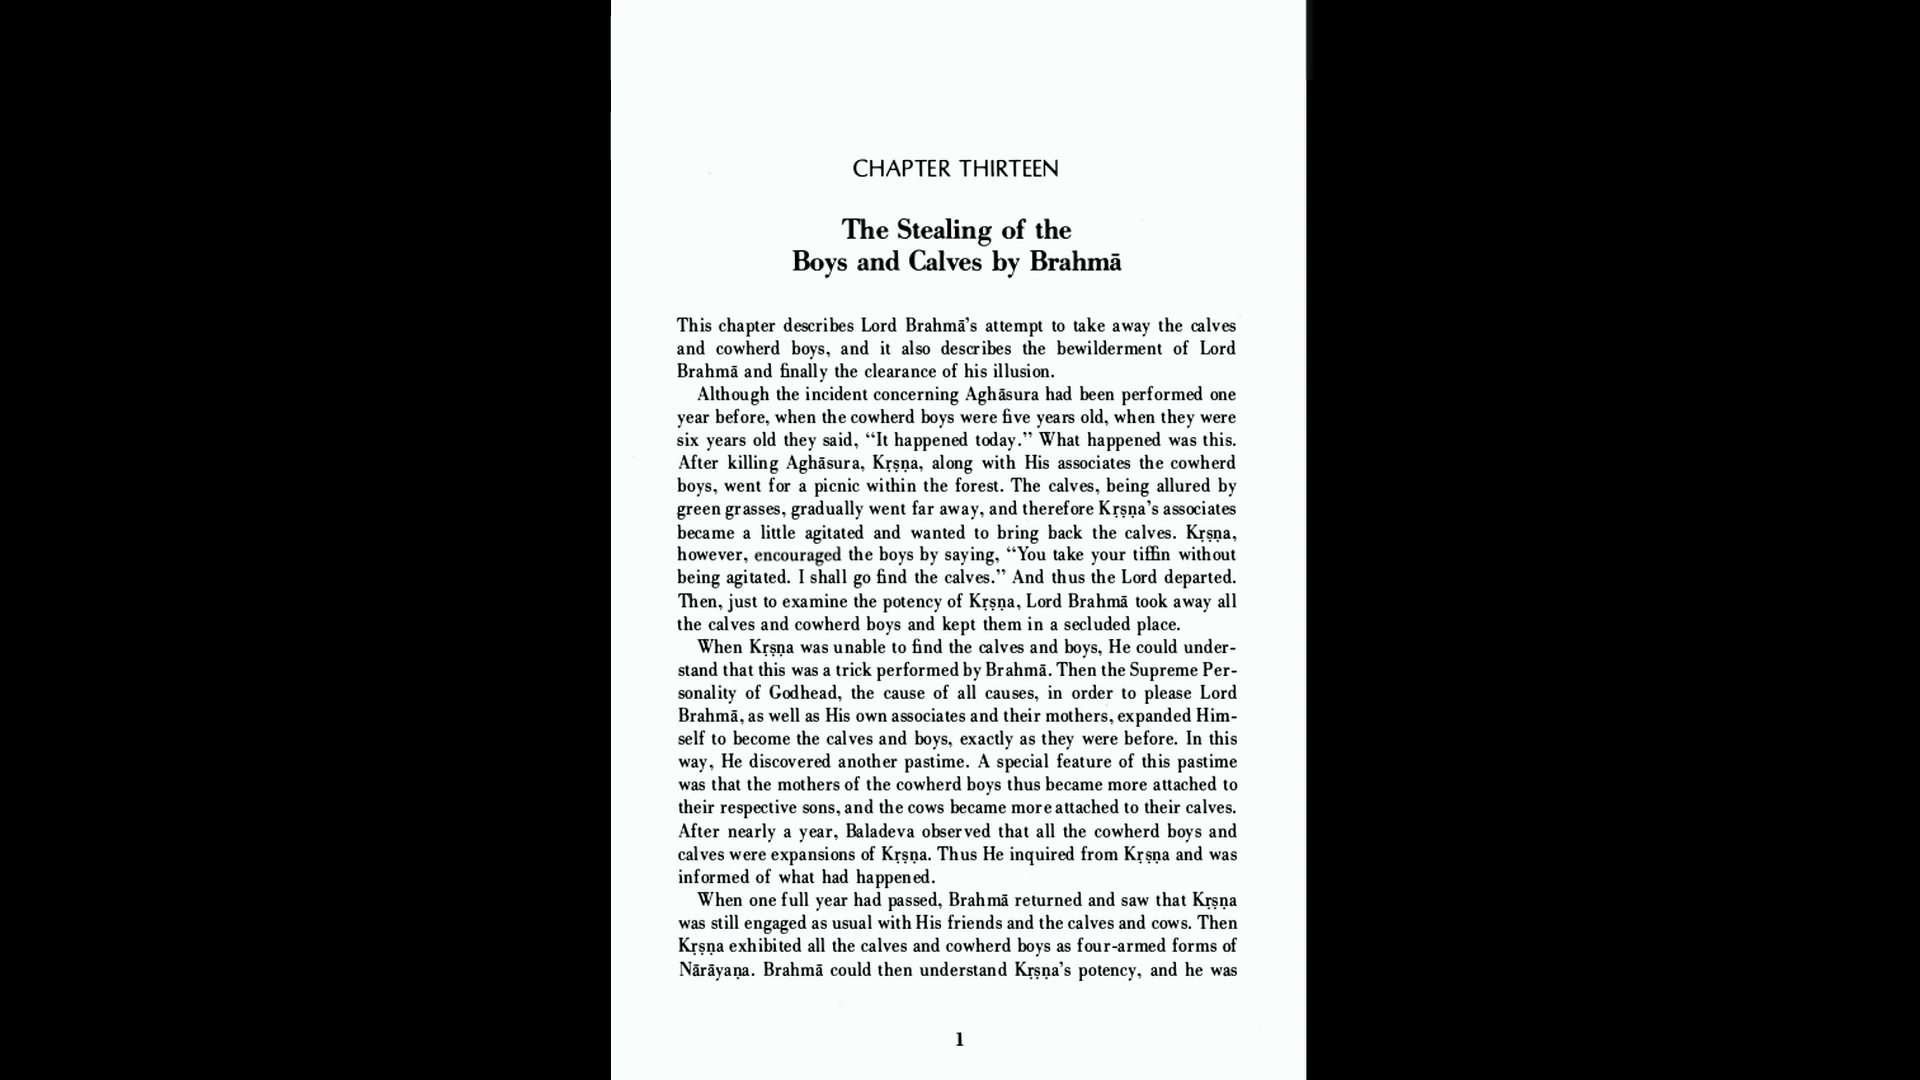 CHAPTER THIRTEEN
The Stealing of the
Boys and Calves by Brahmā
This chapter describes Lord Brahmā's attempt to take away the calves
and cowherd boys, and it also describes the bewilderment of Lord
Brahmā and finally the clearance of his illusion.
Although the incident concerning Aghāsura had been performed one
year before, when the cowherd boys were five years old, when they were
six years old they said, “It happened today.” What happened was this.
After killing Aghāsura, Kṛṣṇa, along with His associates the cowherd
boys, went for a picnic within the forest. The calves, being allured by
green grasses, gradually went far away, and therefore Kṛṣṇa's associates
became a little agitated and wanted to bring back the calves. Kṛṣṇa,
however, encouraged the boys by saying, “You take your tiffin without
being agitated. I shall go find the calves.” And thus the Lord departed.
Then, just to examine the potency of Kṛṣṇa, Lord Brahmā took away all
the calves and cowherd boys and kept them in a secluded place.
When Kṛṣṇa was unable to find the calves and boys, He could under-
stand that this was a trick performed by Brahmā. Then the Supreme Per-
sonality of Godhead, the cause of all causes, in order to please Lord
Brahmā, as well as His own associates and their mothers, expanded Him-
self to become the calves and boys, exactly as they were before. In this
way, He discovered another pastime. A special feature of this pastime
was that the mothers of the cowherd boys thus became more attached to
their respective sons, and the cows became more attached to their calves.
After nearly a year, Baladeva observed that all the cowherd boys and
calves were expansions of Kṛṣṇa. Thus He inquired from Kṛṣṇa and was
informed of what had happened.
When one full year had passed, Brahmā returned and saw that Kṛṣṇa
was still engaged as usual with His friends and the calves and cows. Then
Kṛṣṇa exhibited all the calves and cowherd boys as four-armed forms of
Nārāyaṇa. Brahmā could then understand Kṛṣṇa's potency, and he was
1